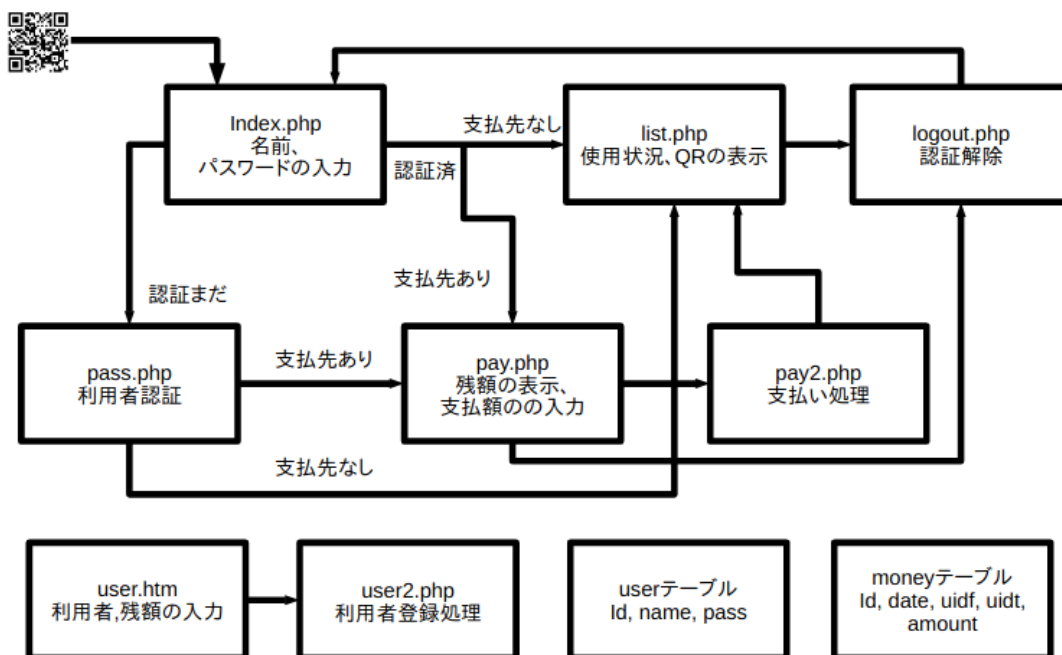 Index.php
名前、
パスワードの入力
支払先なし
認証済
list.php
使用状況、QRの表示
logout.php
認証解除
認証まだ
支払先あり
pass.php
利用者認証
支払先あり
pay.php
残額の表示、
支払額のの入力
pay2.php
支払い処理
支払先なし
user.htm
利用者,残額の入力
user2.php
利用者登録処理
userテーブル
Id, name, pass
moneyテーブル
Id, date, uidf, uidt,
amount